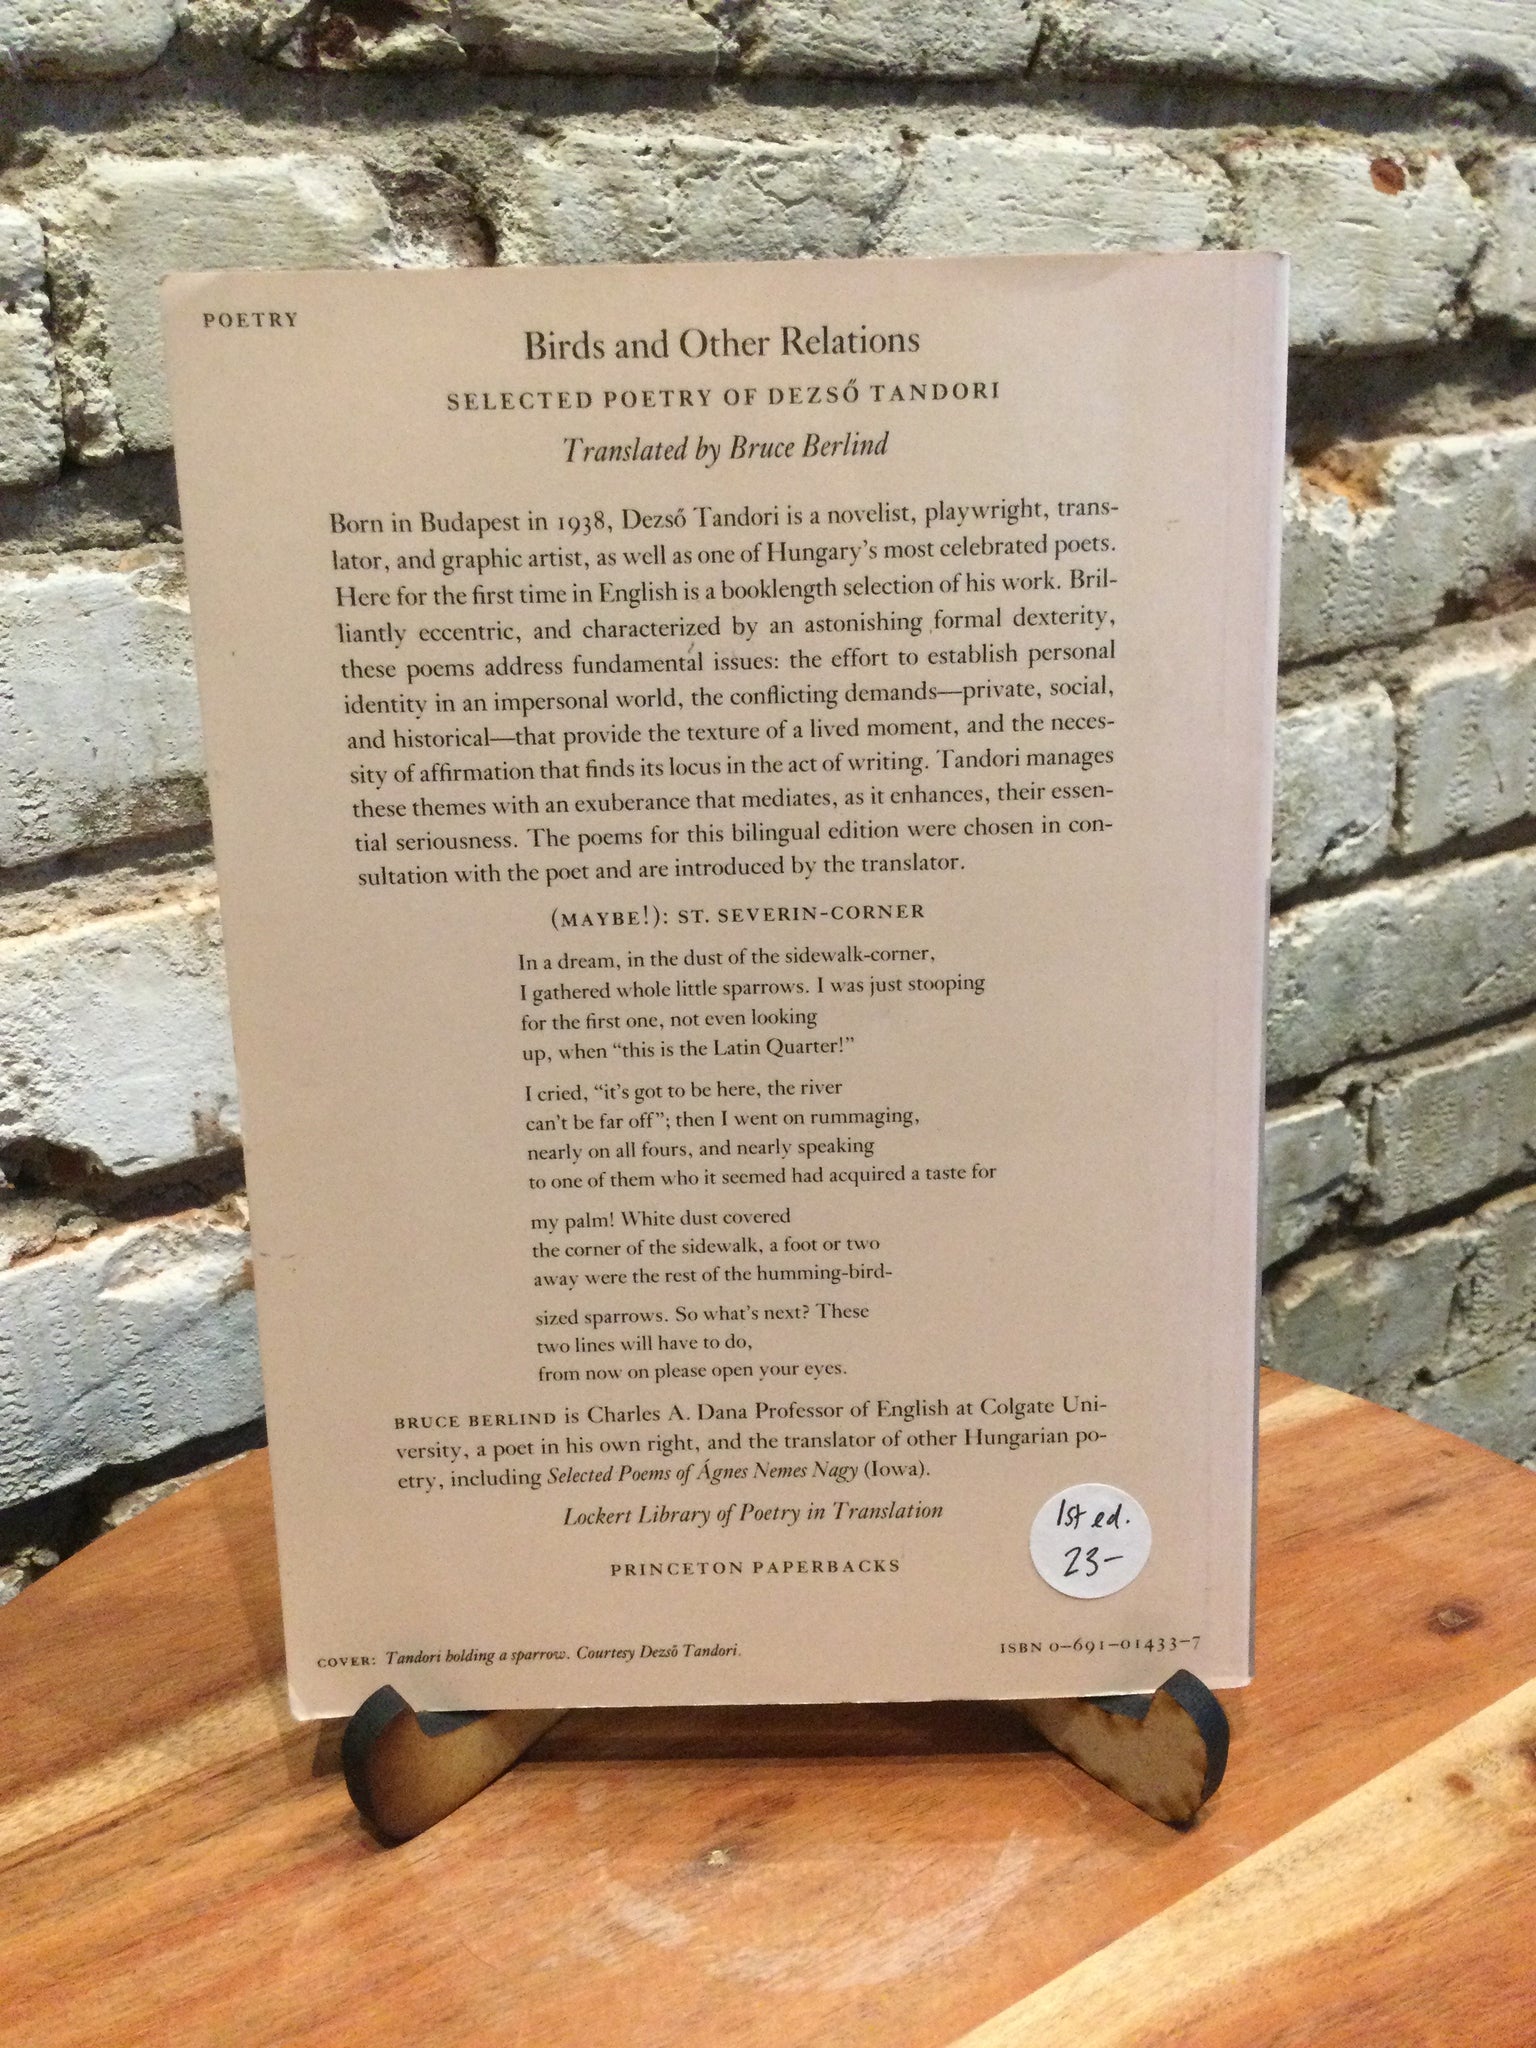 POETRY
Birds and Other Relations
SELECTED POETRY OF DEZSŐ TANDORI
Translated by Bruce Berlind
Born in Budapest in 1938, Dezső Tandori is a novelist, playwright, trans-
lator, and graphic artist, as well as one of Hungary's most celebrated poets.
Here for the first time in English is a booklength selection of his work. Bril-
liantly eccentric, and characterized by an astonishing formal dexterity,
these poems address fundamental issues: the effort to establish personal
identity in an impersonal world, the conflicting demands—private, social,
and historical—that provide the texture of a lived moment, and the neces-
sity of affirmation that finds its locus in the act of writing. Tandori manages
these themes with an exuberance that mediates, as it enhances, their essen-
tial seriousness. The poems for this bilingual edition were chosen in con-
sultation with the poet and are introduced by the translator.
(MAYBE!): ST. SEVERIN-CORNER
In a dream, in the dust of the sidewalk-corner,
I gathered whole little sparrows. I was just stooping
for the first one, not even looking
up, when "this is the Latin Quarter!"
I cried, "it's got to be here, the river
can't be far off"; then I went on rummaging,
nearly on all fours, and nearly speaking
to one of them who it seemed had acquired a taste for
my palm! White dust covered
the corner of the sidewalk, a foot or two
away were the rest of the humming-bird-
sized sparrows. So what's next? These
two lines will have to do,
from now on please open your eyes.
BRUCE BERLIND is Charles A. Dana Professor of English at Colgate Uni-
versity, a poet in his own right, and the translator of other Hungarian po-
etry, including Selected Poems of Ágnes Nemes Nagy (Iowa).
Lockert Library of Poetry in Translation
1st ed.
23-
PRINCETON PAPERBACKS
COVER: Tandori holding a sparrow. Courtesy Dezső Tandori.
ISBN 0-691-01433-7